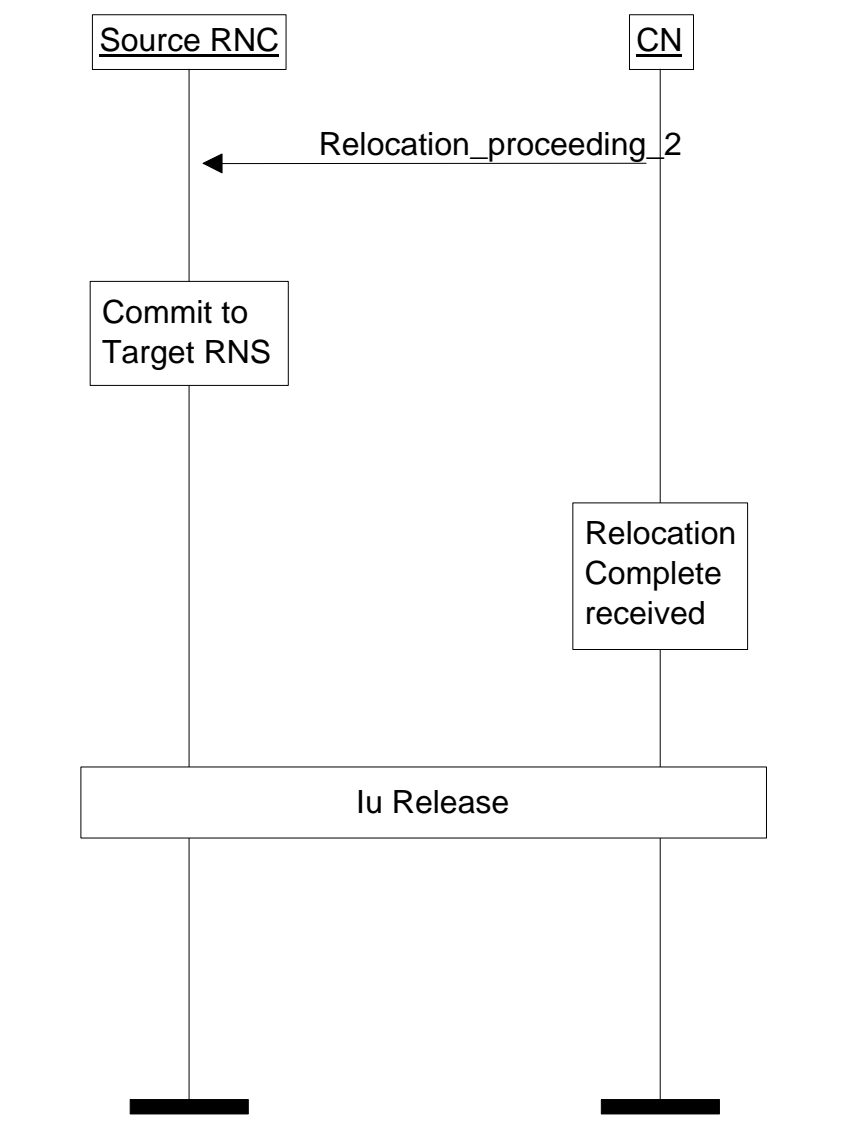 Source RNC
CN
Relocation_proceeding_2
Commit to
Target RNS
Relocation
Complete
received
Iu Release